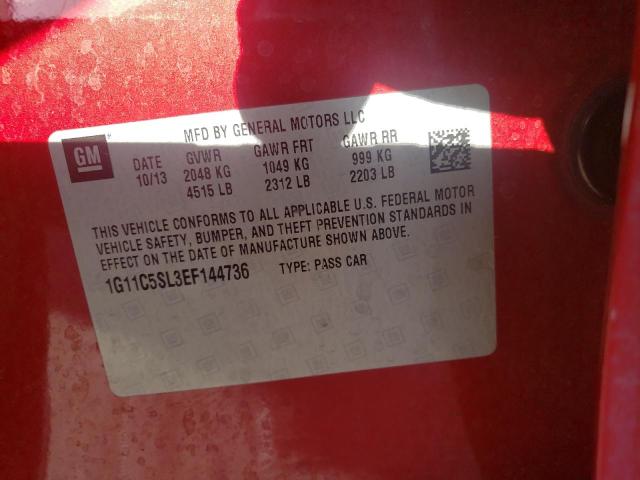 GM
MFD BY GENERAL MOTORS LLC
DATE GVWR GAWR FRT GAWR RR
10/13 2048 KG 1049 KG 999 KG
4515 LB 2312 LB 2203 LB
THIS VEHICLE CONFORMS TO ALL APPLICABLE U.S. FEDERAL MOTOR
VEHICLE SAFETY, BUMPER, AND THEFT PREVENTION STANDARDS IN
EFFECT ON THE DATE OF MANUFACTURE SHOWN ABOVE.
1G11C5SL3EF144736 TYPE: PASS CAR